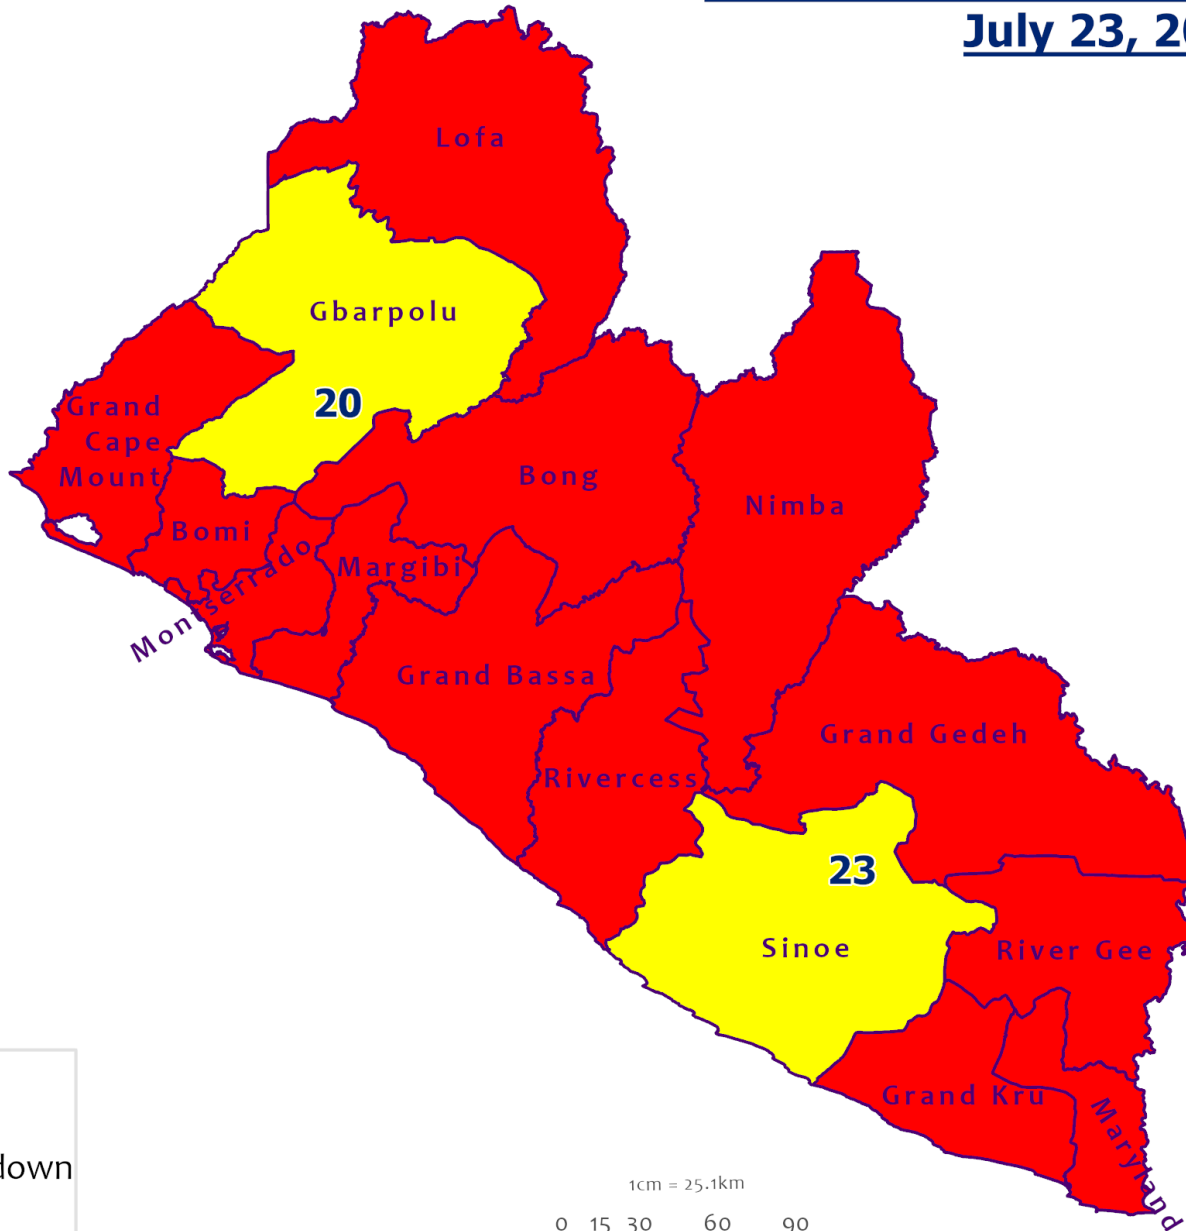 July 23, 20
Lofa
Gbarpolu
20
Grand
Cape
Mount
Bong
Nimba
Bomi
Montserrado
Margibi
Grand Bassa
Grand Gedeh
Rivercess
23
Sinoe
River Gee
Grand Kru
Maryland
down
1cm = 25.1km
0 15 30 60 90